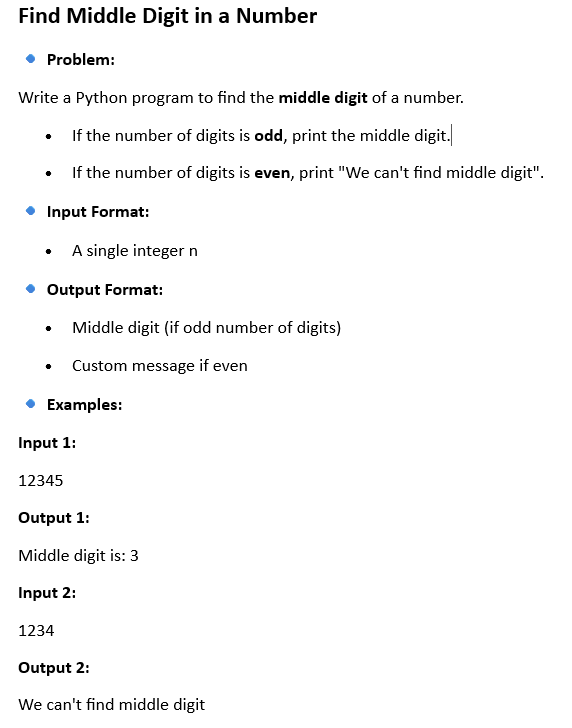 Find Middle Digit in a Number
Problem:
Write a Python program to find the middle digit of a number.
If the number of digits is odd, print the middle digit.
If the number of digits is even, print "We can't find middle digit".
Input Format:
A single integer n
Output Format:
Middle digit (if odd number of digits)
Custom message if even
Examples:
Input 1:
12345
Output 1:
Middle digit is: 3
Input 2:
1234
Output 2:
We can't find middle digit